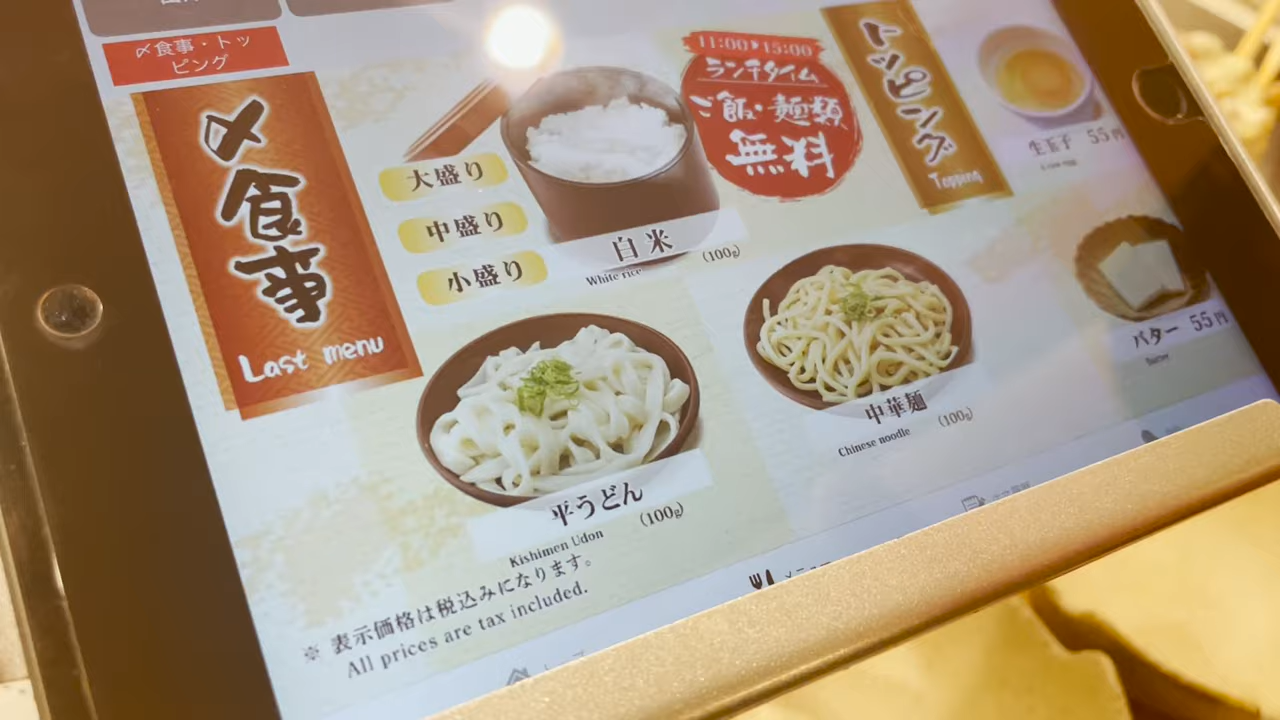 〆食事・トッ
ピング
〆食事
Last menu
大盛り
中盛り
小盛り
白米
(100g)
White rice
11:00
15:00
ランチタイム
ご飯・麺類
無料
トッピング
Topping
生玉子 55円
バター 55円
Butter
平うどん
(100g)
Kishimen Udon
中華麺
(100g)
Chinese noodle
※ 表示価格は税込みになります。
All prices are tax included.
メニュー